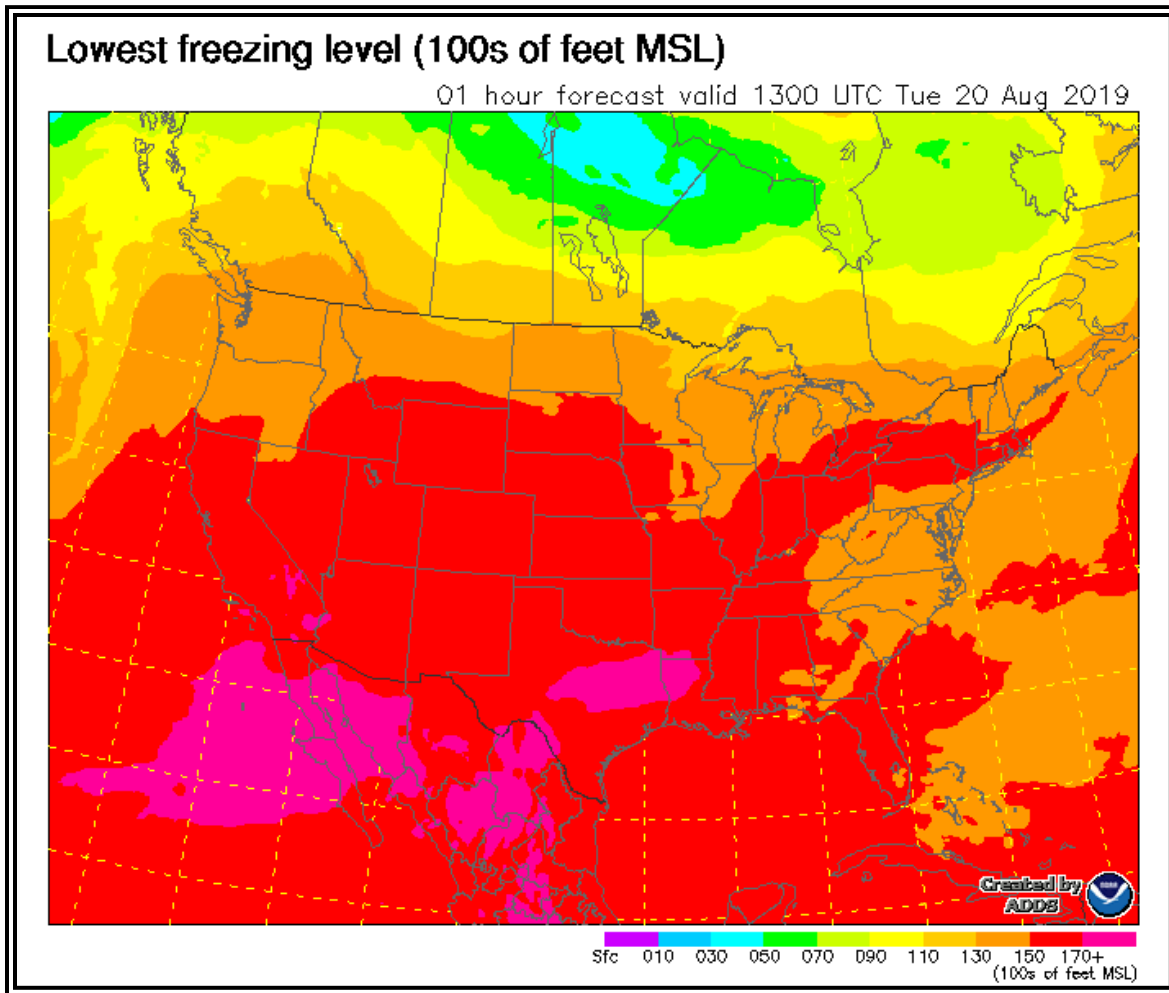 Lowest freezing level (100s of feet MSL)
01 hour forecast valid 1300 UTC Tue 20 Aug 2019
Created by
ADDS
Sfc 010 030 050 070 090 110 130 150 170+
(100s of feet MSL)